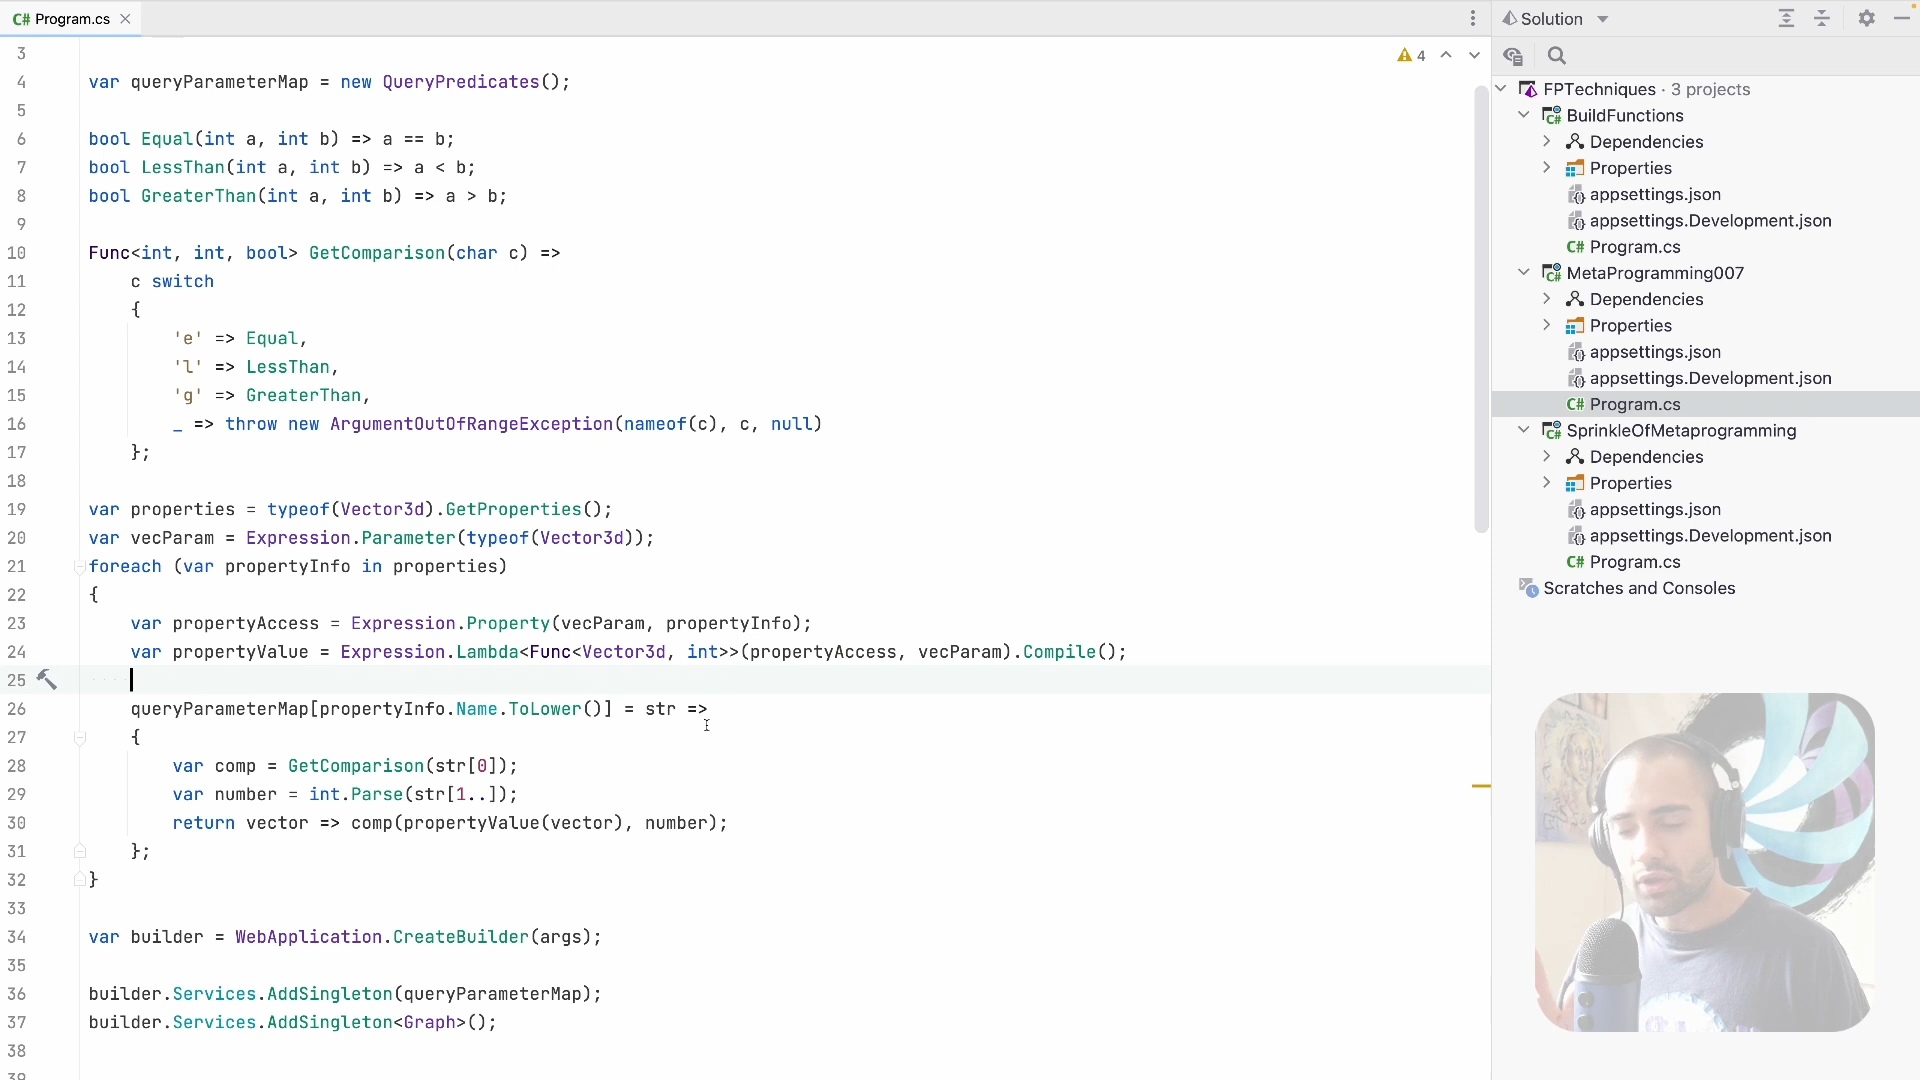 C# Program.cs
Solution
4
3
4 var queryParameterMap = new QueryPredicates();
5
6 bool Equal(int a, int b) => a == b;
7 bool LessThan(int a, int b) => a < b;
8 bool GreaterThan(int a, int b) => a > b;
9
10 Func<int, int, bool> GetComparison(char c) =>
11 c switch
12 {
13 'e' => Equal,
14 'l' => LessThan,
15 'g' => GreaterThan,
16 _ => throw new ArgumentOutOfRangeException(nameof(c), c, null)
17 };
18
19 var properties = typeof(Vector3d).GetProperties();
20 var vecParam = Expression.Parameter(typeof(Vector3d));
21 foreach (var propertyInfo in properties)
22 {
23 var propertyAccess = Expression.Property(vecParam, propertyInfo);
24 var propertyValue = Expression.Lambda<Func<Vector3d, int>>(propertyAccess, vecParam).Compile();
25
26 queryParameterMap[propertyInfo.Name.ToLower()] = str =>
27 {
28 var comp = GetComparison(str[0]);
29 var number = int.Parse(str[1..]);
30 return vector => comp(propertyValue(vector), number);
31 };
32 }
33
34 var builder = WebApplication.CreateBuilder(args);
35
36 builder.Services.AddSingleton(queryParameterMap);
37 builder.Services.AddSingleton<Graph>();
38
39
FPTechniques · 3 projects
C# BuildFunctions
Dependencies
Properties
appsettings.json
appsettings.Development.json
C# Program.cs
C# MetaProgramming007
Dependencies
Properties
appsettings.json
appsettings.Development.json
C# Program.cs
C# SprinkleOfMetaprogramming
Dependencies
Properties
appsettings.json
appsettings.Development.json
C# Program.cs
Scratches and Consoles